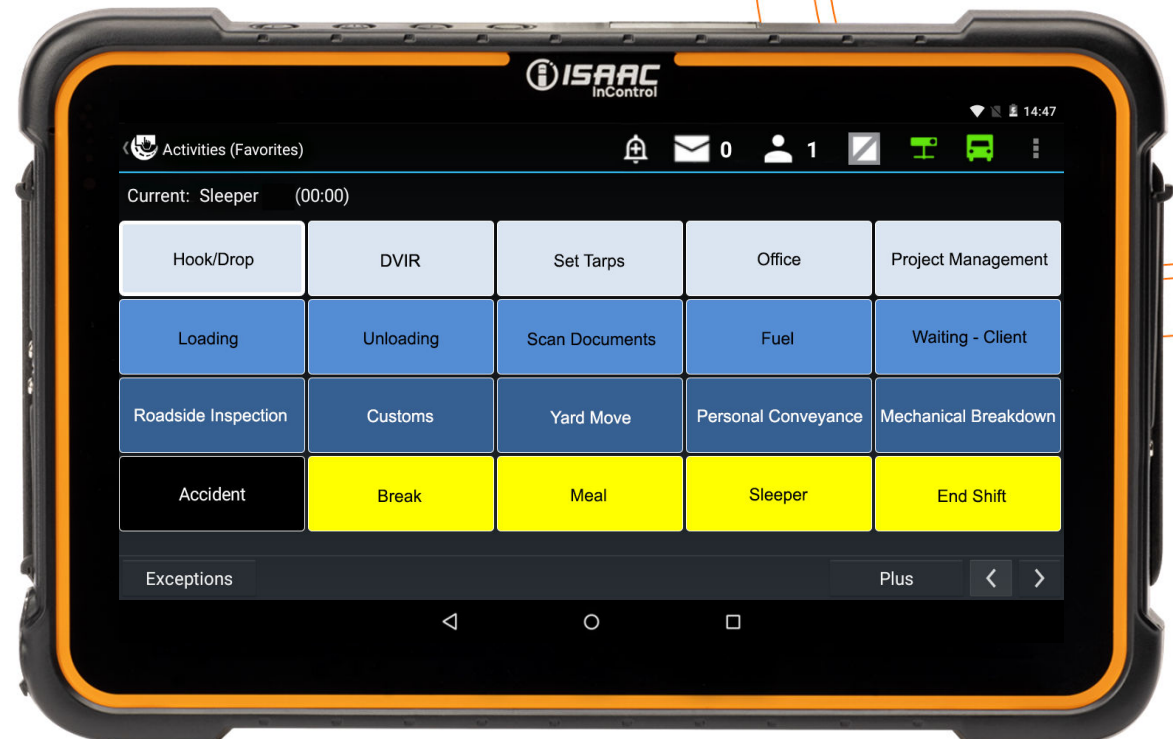 ISAAC
InControl
14:47
Activities (Favorites)
0
1
Current: Sleeper (00:00)
Hook/Drop DVIR Set Tarps Office Project Management
Loading Unloading Scan Documents Fuel Waiting - Client
Roadside Inspection Customs Yard Move Personal Conveyance Mechanical Breakdown
Accident Break Meal Sleeper End Shift
Exceptions Plus